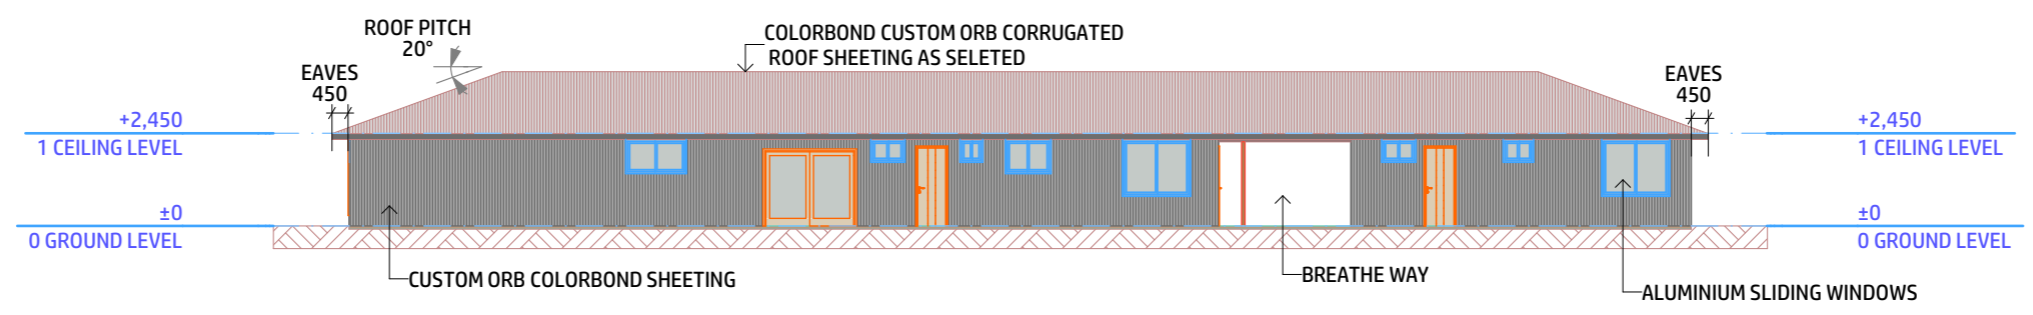 ROOF PITCH
20°
COLORBOND CUSTOM ORB CORRUGATED
ROOF SHEETING AS SELETED
EAVES
450
EAVES
450
+2,450
1 CEILING LEVEL
+2,450
1 CEILING LEVEL
±0
0 GROUND LEVEL
±0
0 GROUND LEVEL
CUSTOM ORB COLORBOND SHEETING
BREATHE WAY
ALUMINIUM SLIDING WINDOWS